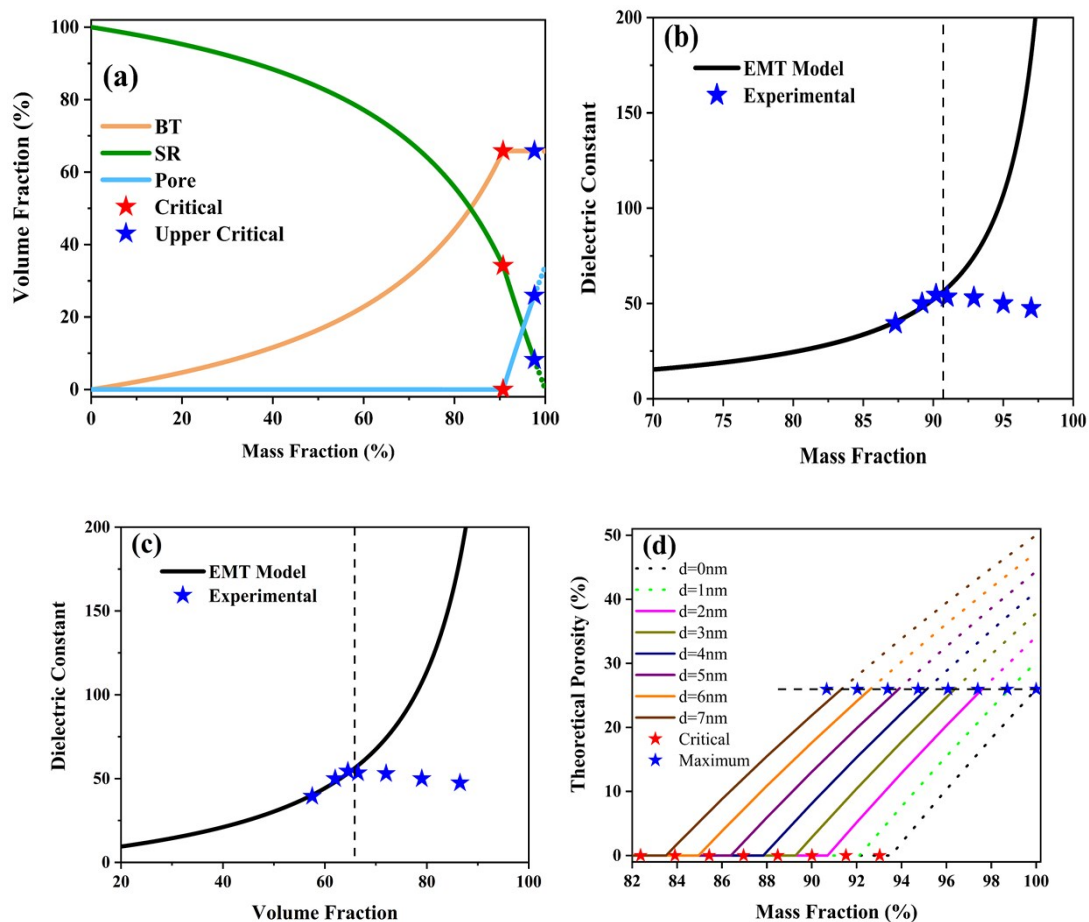 (a)
100
80
60
40
20
0
Volume Fraction (%)
BT
SR
Pore
Critical
Upper Critical
0 20 40 60 80 100
Mass Fraction (%)
(b)
200
150
100
50
0
Dielectric Constant
EMT Model
Experimental
70 75 80 85 90 95 100
Mass Fraction
(c)
200
150
100
50
0
Dielectric Constant
EMT Model
Experimental
20 40 60 80 100
Volume Fraction
(d)
50
40
30
20
10
0
Theoretical Porosity (%)
d=0nm
d=1nm
d=2nm
d=3nm
d=4nm
d=5nm
d=6nm
d=7nm
Critical
Maximum
82 84 86 88 90 92 94 96 98 100
Mass Fraction (%)